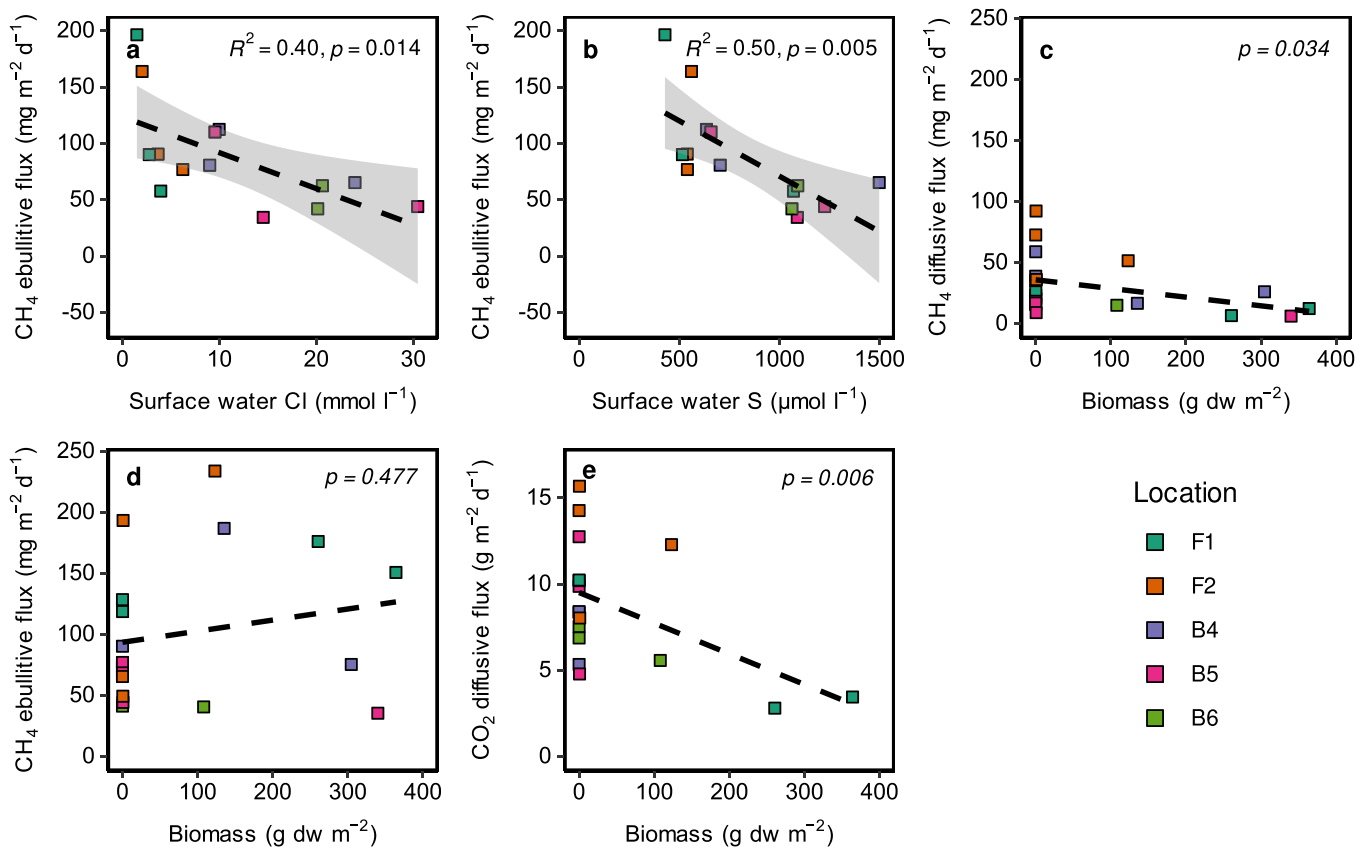 a
R² = 0.40, p = 0.014
CH₄ ebullitive flux (mg m⁻² d⁻¹)
200
150
100
50
0
-50
0 10 20 30
Surface water Cl (mmol l⁻¹)
b
R² = 0.50, p = 0.005
CH₄ ebullitive flux (mg m⁻² d⁻¹)
200
150
100
50
0
-50
0 500 1000 1500
Surface water S (µmol l⁻¹)
c
p = 0.034
CH₄ diffusive flux (mg m⁻² d⁻¹)
250
200
150
100
50
0
0 100 200 300 400
Biomass (g dw m⁻²)
d
p = 0.477
CH₄ ebullitive flux (mg m⁻² d⁻¹)
250
200
150
100
50
0
0 100 200 300 400
Biomass (g dw m⁻²)
e
p = 0.006
CO₂ diffusive flux (g m⁻² d⁻¹)
15
10
5
0
0 100 200 300 400
Biomass (g dw m⁻²)
Location
F1
F2
B4
B5
B6